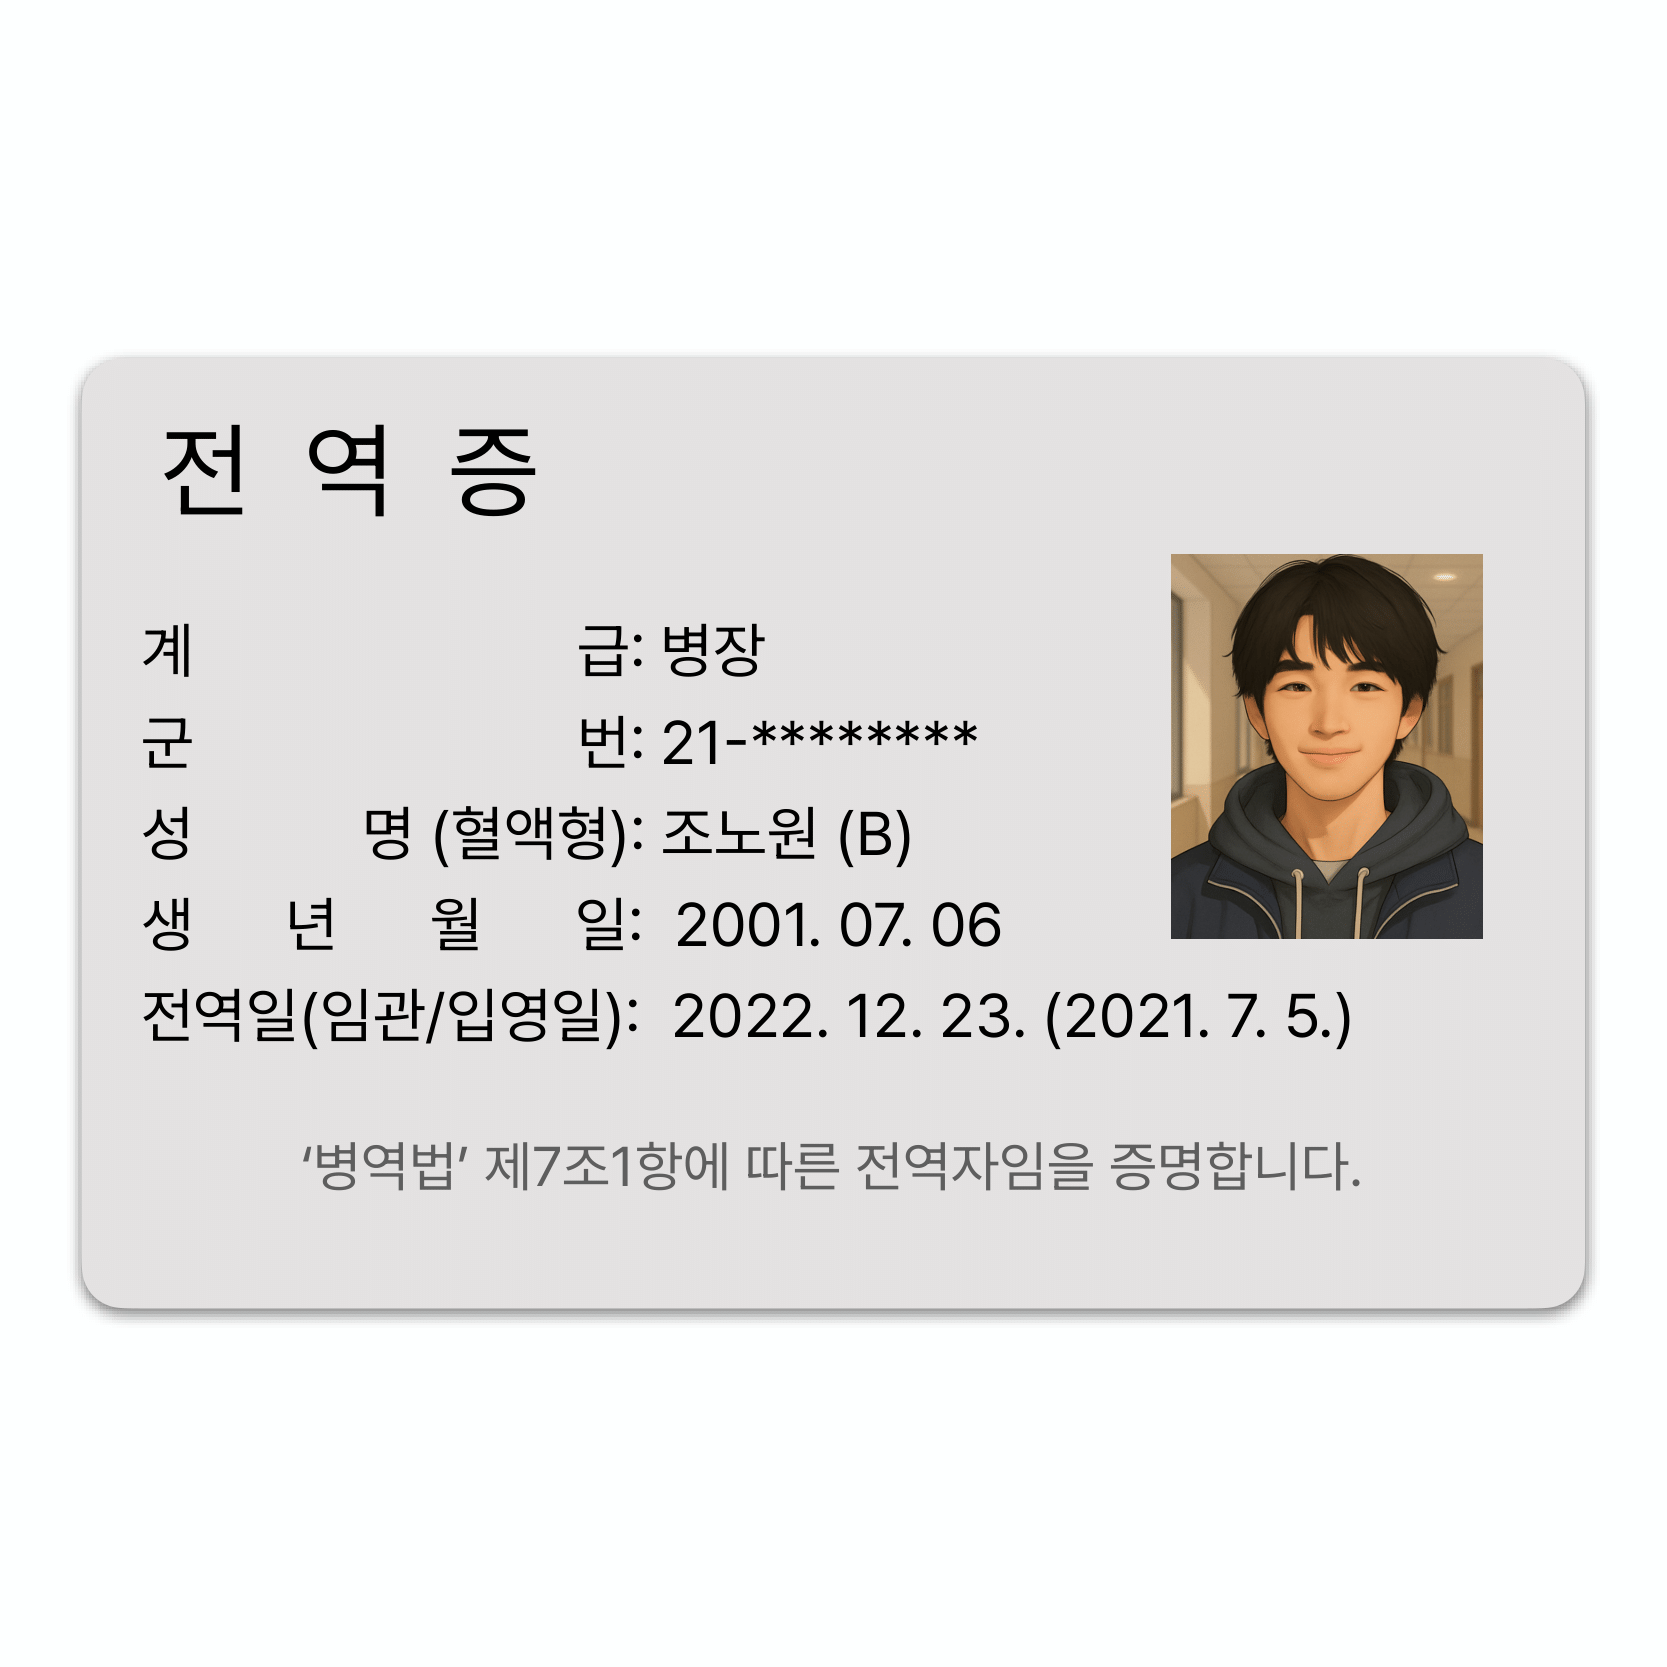 전 역 증
계 급: 병장
군 번: 21-********
성 명 (혈액형): 조노원 (B)
생 년 월 일: 2001. 07. 06
전역일(임관/입영일): 2022. 12. 23. (2021. 7. 5.)
‘병역법’ 제7조1항에 따른 전역자임을 증명합니다.